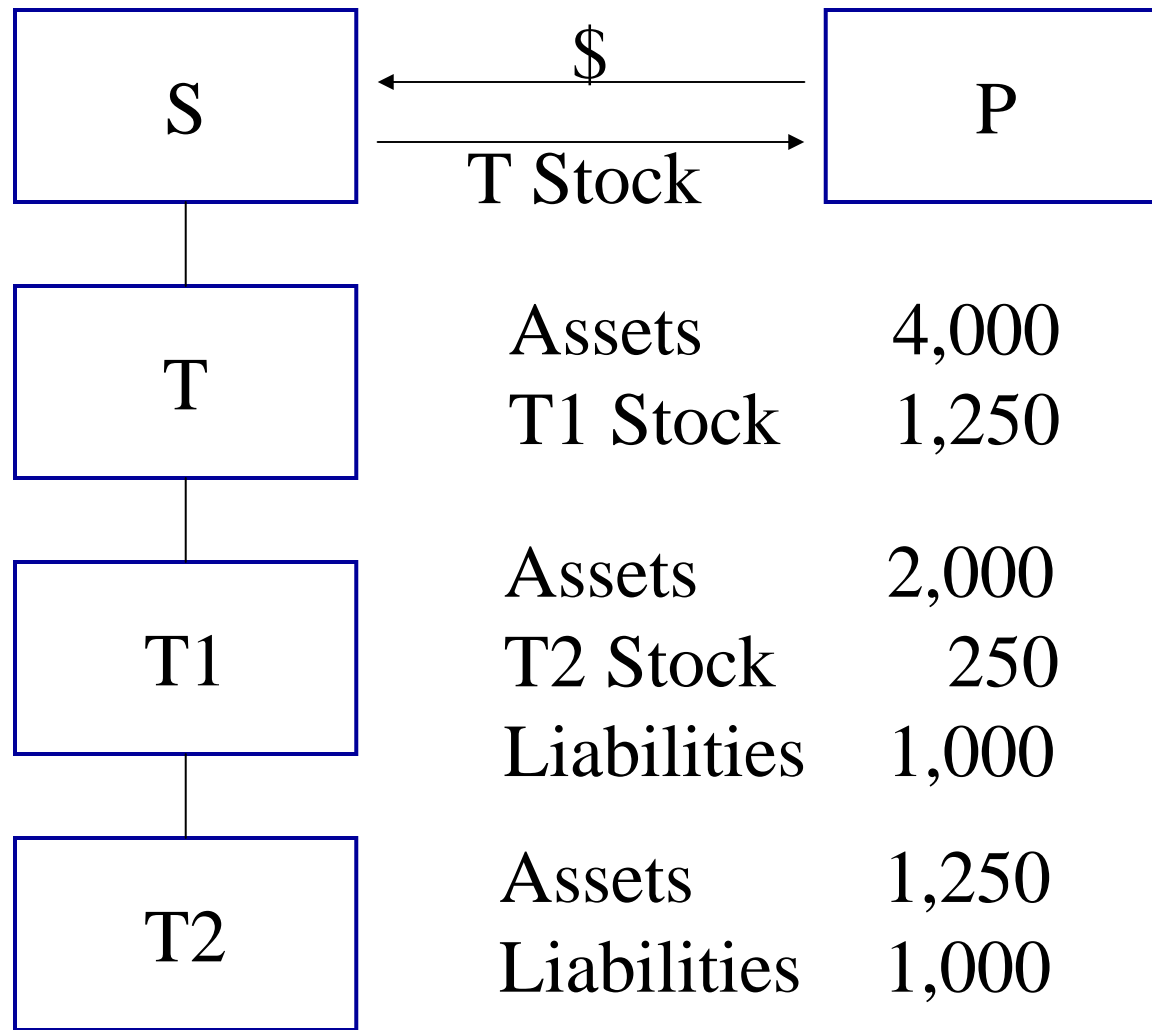 S
$
T Stock
P
T
Assets 4,000
T1 Stock 1,250
T1
Assets 2,000
T2 Stock 250
Liabilities 1,000
T2
Assets 1,250
Liabilities 1,000